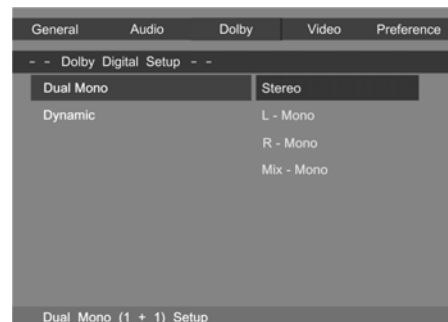 General Audio Dolby Video Preference
- - Dolby Digital Setup - -
Dual Mono Stereo
Dynamic L - Mono
R - Mono
Mix - Mono
Dual Mono (1 + 1) Setup